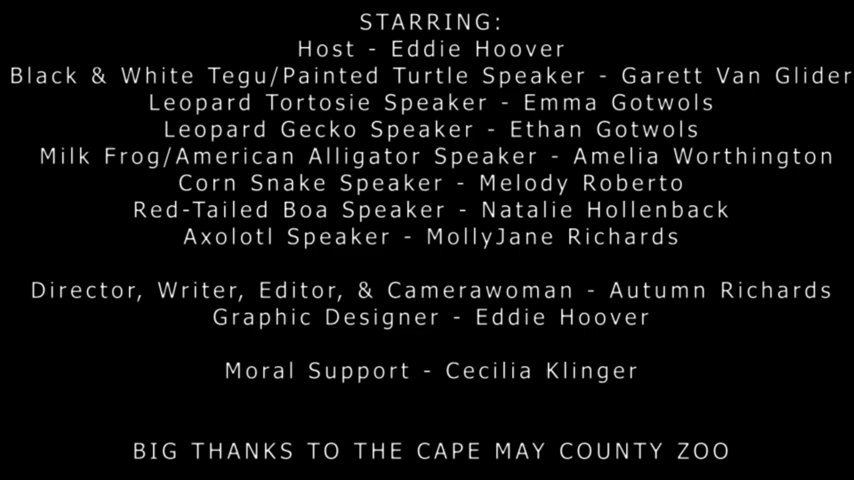 STARRING:
Host - Eddie Hoover
Black & White Tegu/Painted Turtle Speaker - Garett Van Glider
Leopard Tortosie Speaker - Emma Gotwols
Leopard Gecko Speaker - Ethan Gotwols
Milk Frog/American Alligator Speaker - Amelia Worthington
Corn Snake Speaker - Melody Roberto
Red-Tailed Boa Speaker - Natalie Hollenback
Axolotl Speaker - MollyJane Richards
Director, Writer, Editor, & Camerawoman - Autumn Richards
Graphic Designer - Eddie Hoover
Moral Support - Cecilia Klinger
BIG THANKS TO THE CAPE MAY COUNTY ZOO